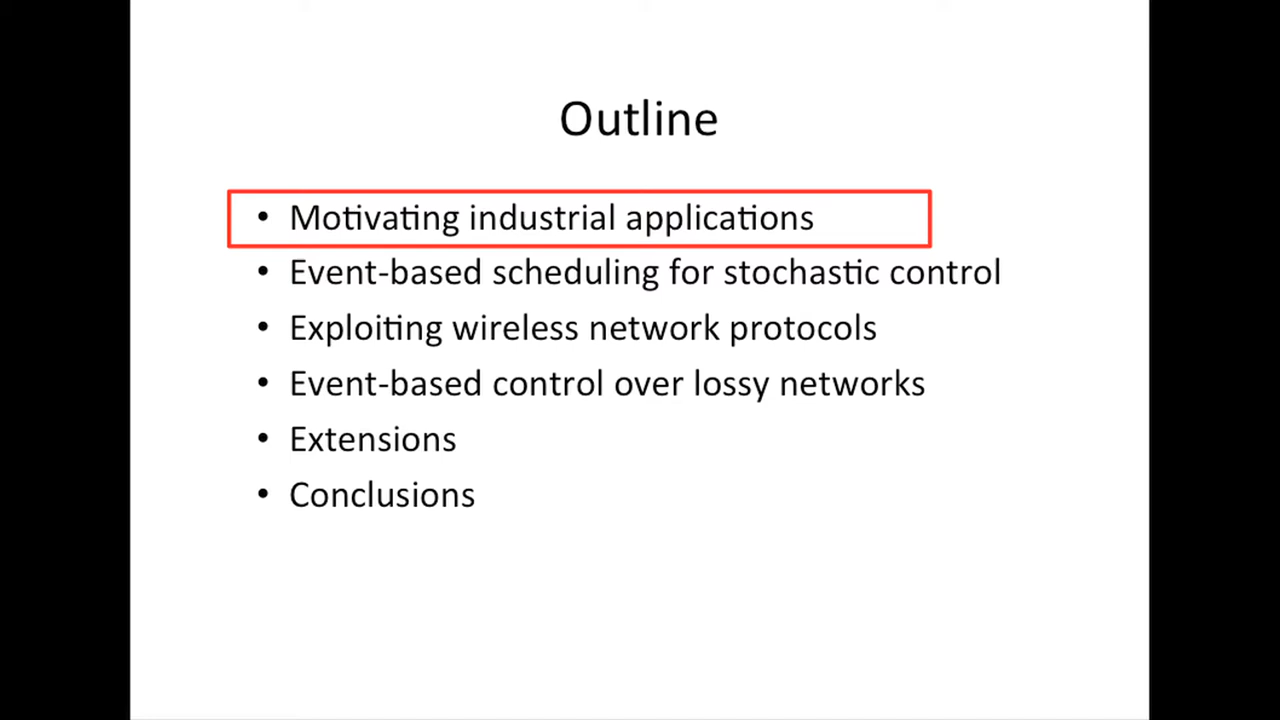 Outline
• Motivating industrial applications
• Event-based scheduling for stochastic control
• Exploiting wireless network protocols
• Event-based control over lossy networks
• Extensions
• Conclusions